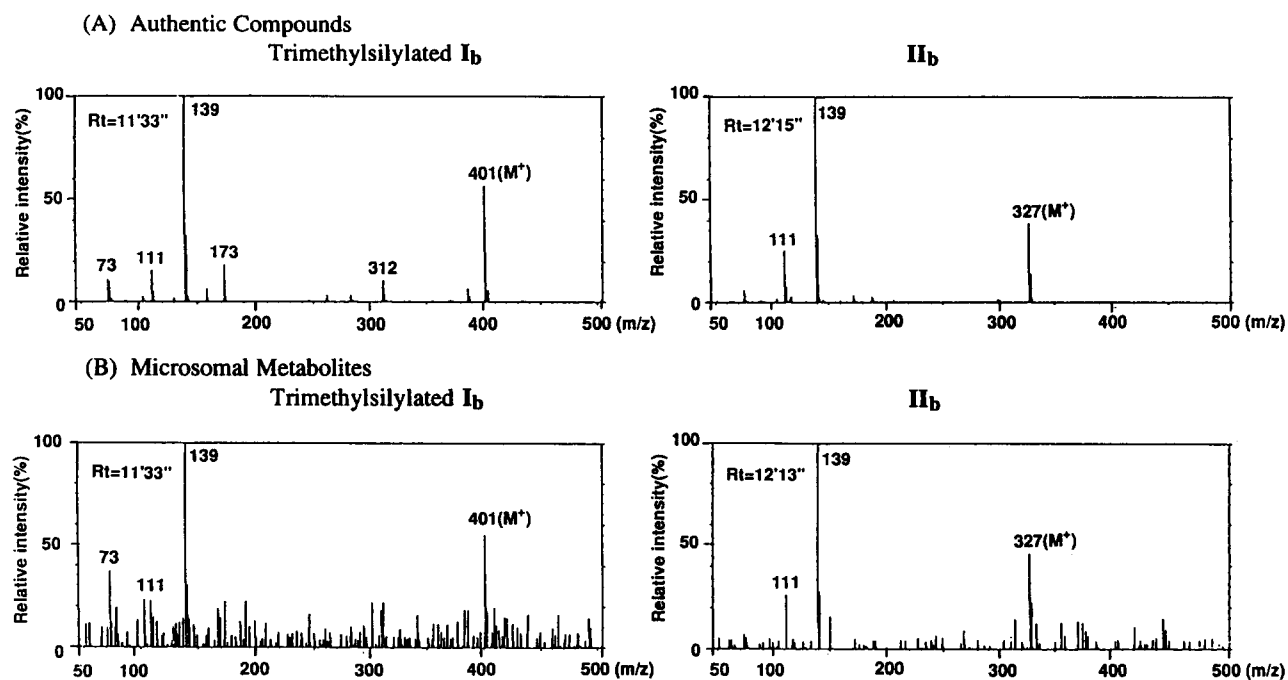 (A) Authentic Compounds
Trimethylsilylated Ib
IIb
Relative intensity(%)
100
50
0
Rt=11'33"
139
73
111
173
312
401(M+)
50 100 200 300 400 500 (m/z)
Relative intensity(%)
100
50
0
Rt=12'15"
139
111
327(M+)
50 100 200 300 400 500 (m/z)
(B) Microsomal Metabolites
Trimethylsilylated Ib
IIb
Relative intensity(%)
100
50
0
Rt=11'33"
139
73
111
401(M+)
50 100 200 300 400 500 (m/z)
Relative intensity(%)
100
50
0
Rt=12'13"
139
111
327(M+)
50 100 200 300 400 500 (m/z)